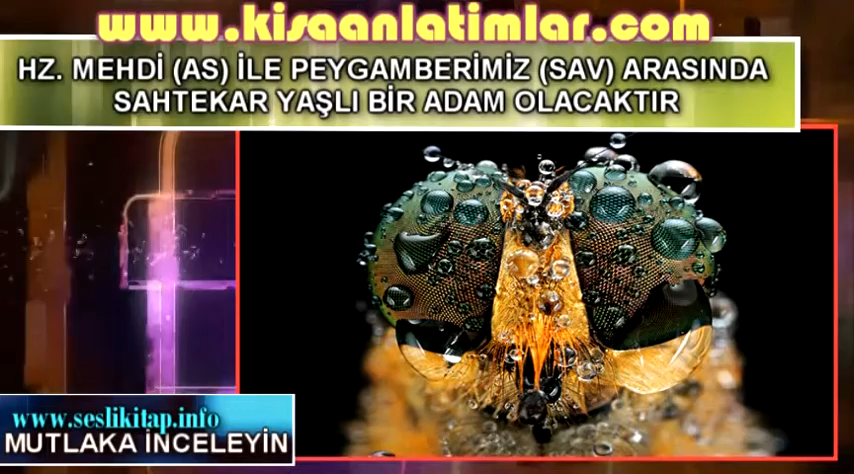 www.kisaanlatimlar.com
HZ. MEHDİ (AS) İLE PEYGAMBERİMİZ (SAV) ARASINDA
SAHTEKAR YAŞLI BİR ADAM OLACAKTIR
www.seslikitap.info
MUTLAKA İNCELEYİN